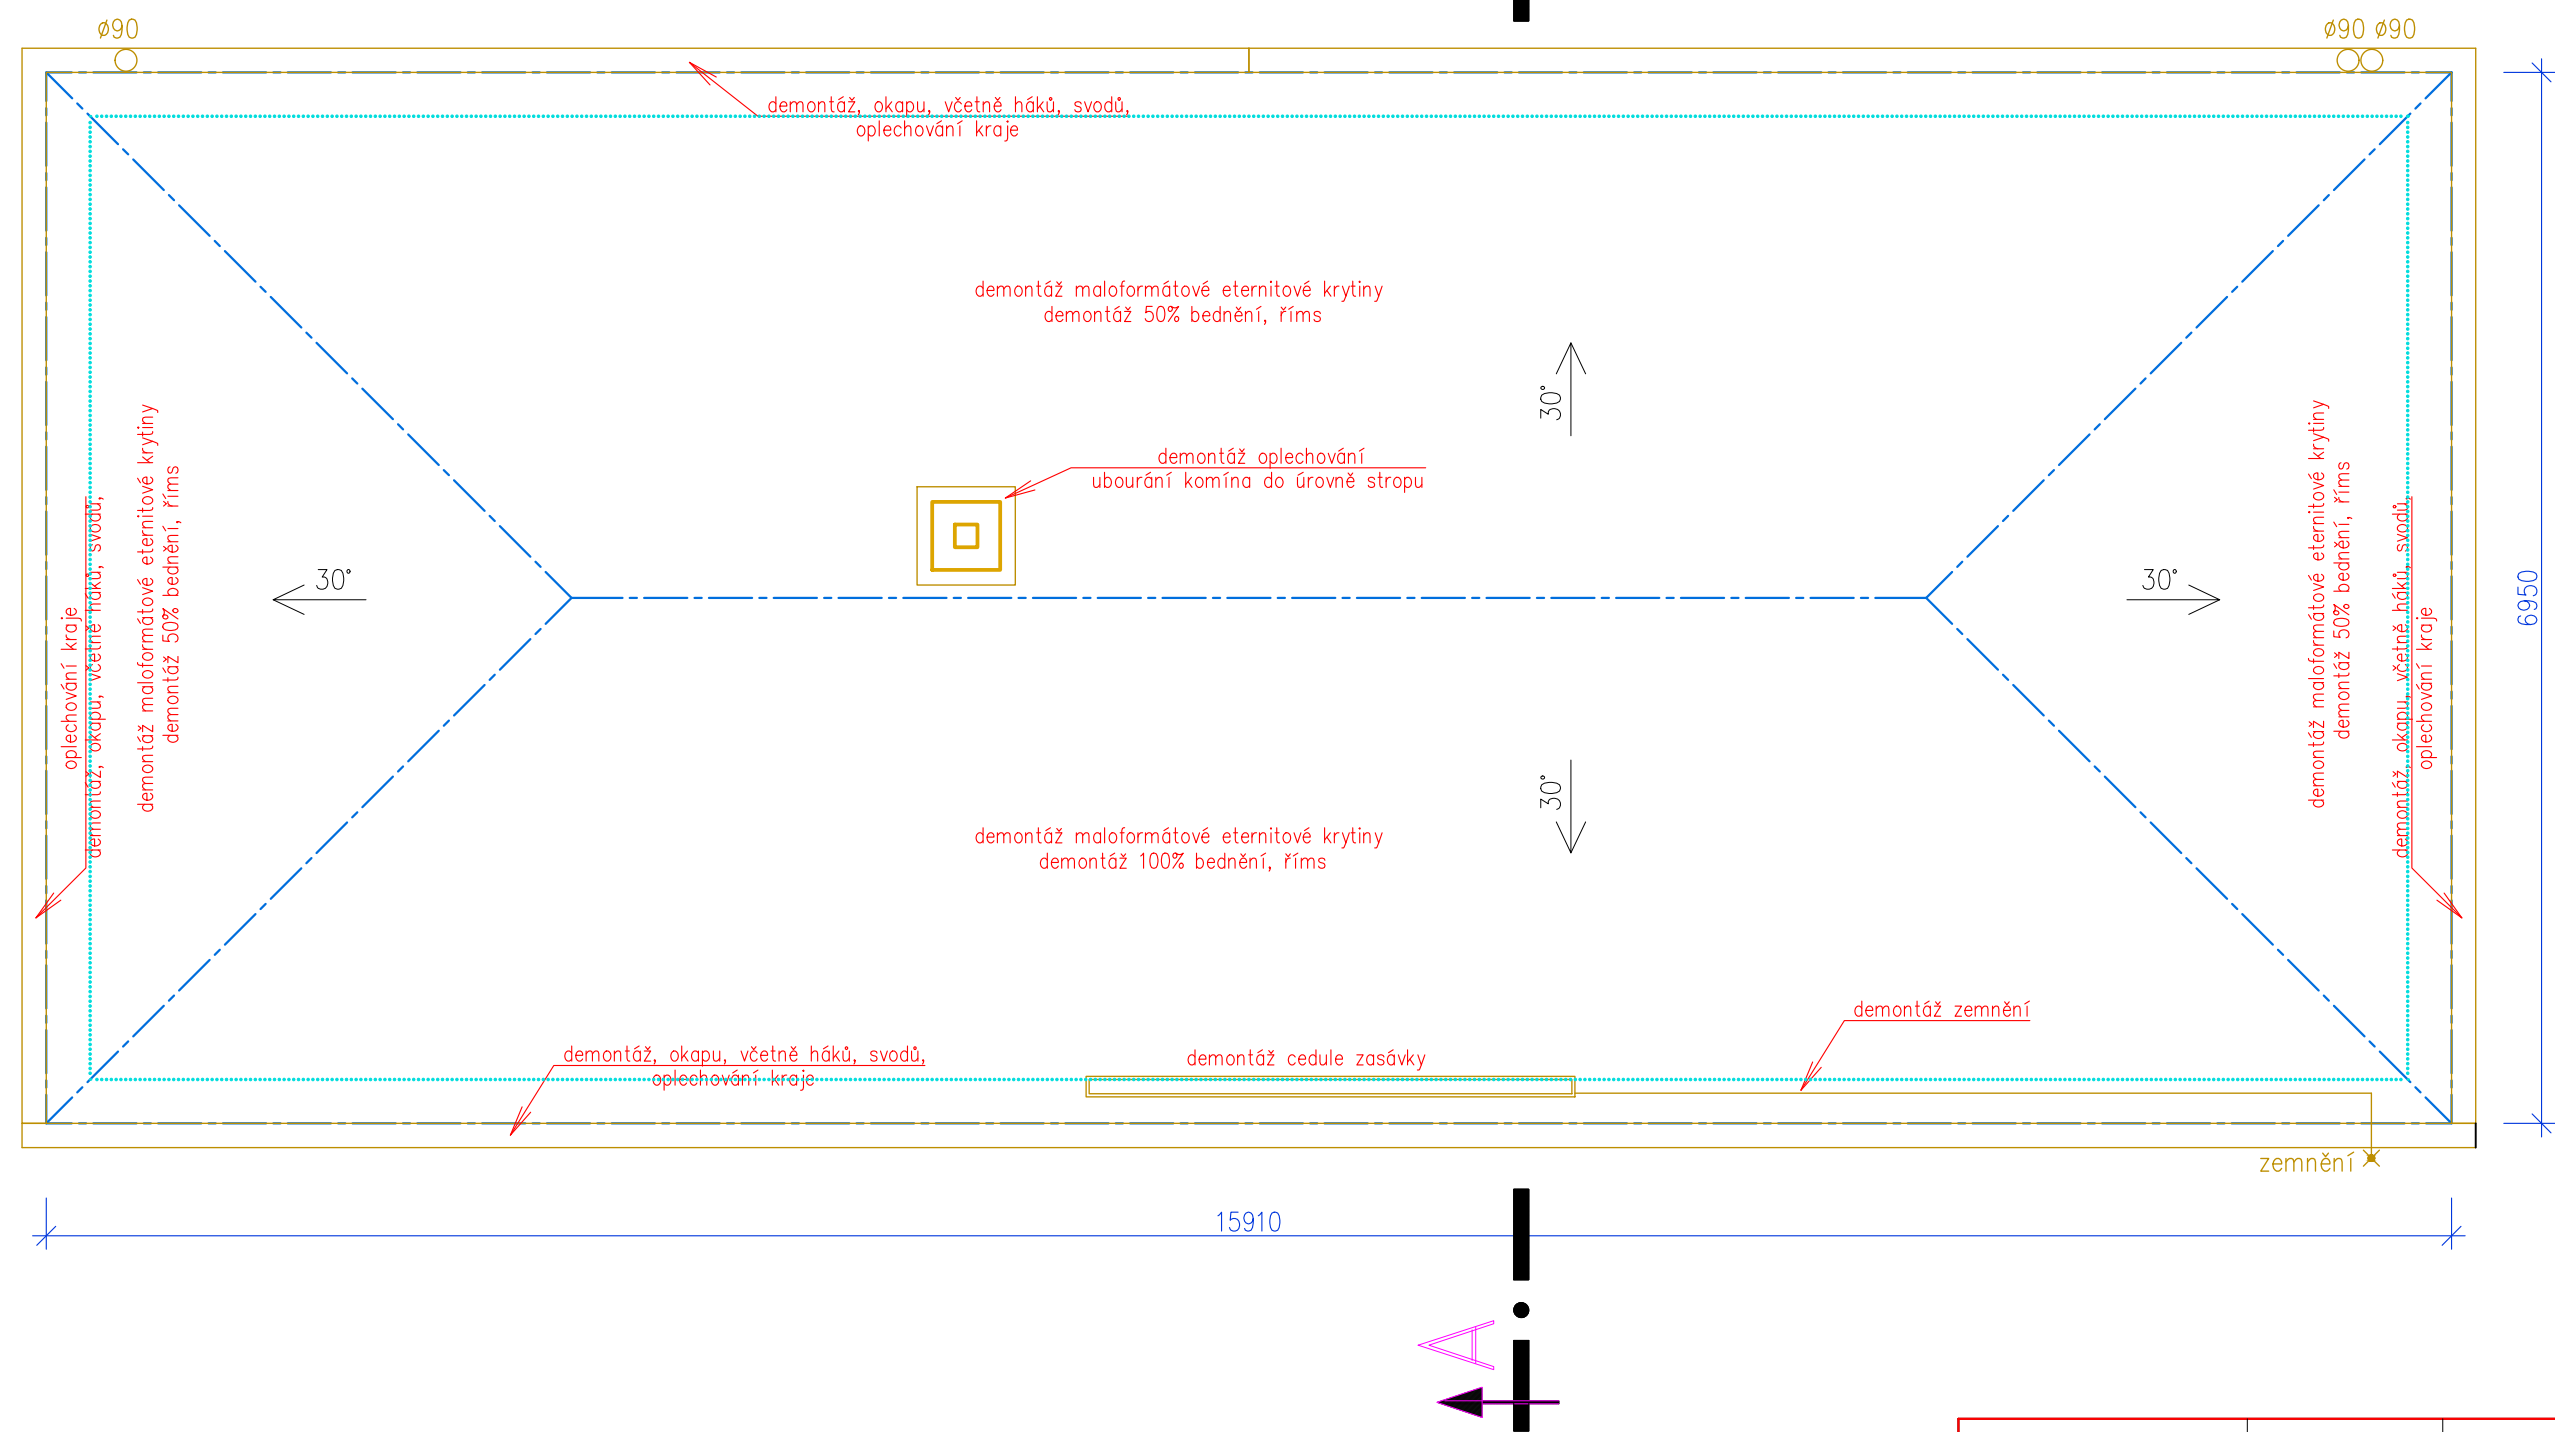 ø90
ø90 ø90
demontáž, okapu, včetně háků, svodů,
oplechování kraje
demontáž maloformátové eternitové krytiny
demontáž 50% bednění, říms
30°
demontáž oplechování
ubourání komína do úrovně stropu
oplechování kraje
demontáž, okapu, včetně háků, svodů,
demontáž maloformátové eternitové krytiny
demontáž 50% bednění, říms
30°
30°
demontáž maloformátové eternitové krytiny
demontáž 50% bednění, říms
demontáž, okapu, včetně háků, svodů,
oplechování kraje
6950
30°
demontáž maloformátové eternitové krytiny
demontáž 100% bednění, říms
demontáž zemnění
demontáž, okapu, včetně háků, svodů,
oplechování kraje
demontáž cedule zasávky
zemnění
15910
A